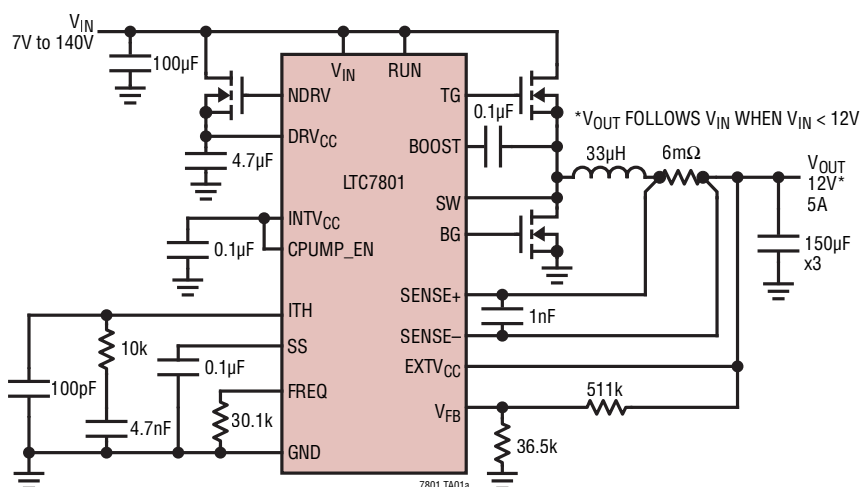 VIN
7V to 140V
100µF
VIN
RUN
NDRV
TG
0.1µF
*VOUT FOLLOWS VIN WHEN VIN < 12V
DRVCC
BOOST
4.7µF
LTC7801
33µH
6mΩ
VOUT
12V*
5A
SW
INTVCC
BG
0.1µF
CPUMP_EN
150µF
x3
SENSE+
1nF
ITH
SENSE–
10k
SS
0.1µF
EXTVCC
100pF
FREQ
511k
4.7nF
30.1k
VFB
36.5k
GND
7801 TA01a